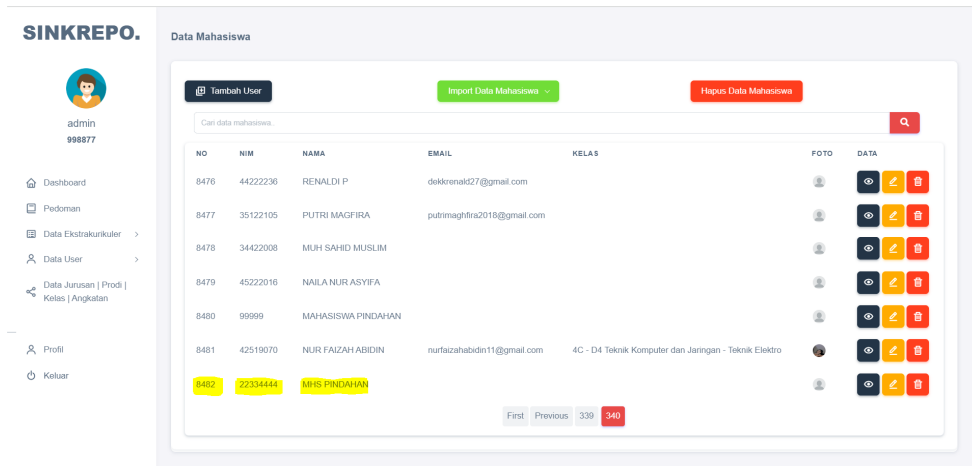 SINKREPO.
admin
998877
Dashboard
Pedoman
Data Ekstrakurikuler
Data User
Data Jurusan | Prodi |
Kelas | Angkatan
Profil
Keluar
Data Mahasiswa
Tambah User
Import Data Mahasiswa
Hapus Data Mahasiswa
Cari data mahasiswa..
NO NIM NAMA EMAIL KELAS FOTO DATA
8476 44222236 RENALDI P dekkrenald27@gmail.com
8477 35122105 PUTRI MAGFIRA putrimaghfira2018@gmail.com
8478 34422008 MUH SAHID MUSLIM
8479 45222016 NAILA NUR ASYIFA
8480 99999 MAHASISWA PINDAHAN
8481 42519070 NUR FAIZAH ABIDIN nurfaizahabidin11@gmail.com 4C - D4 Teknik Komputer dan Jaringan - Teknik Elektro
8482 22334444 MHS PINDAHAN
First Previous 339 340